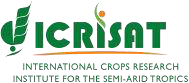 ICRISAT
INTERNATIONAL CROPS RESEARCH
INSTITUTE FOR THE SEMI-ARID TROPICS